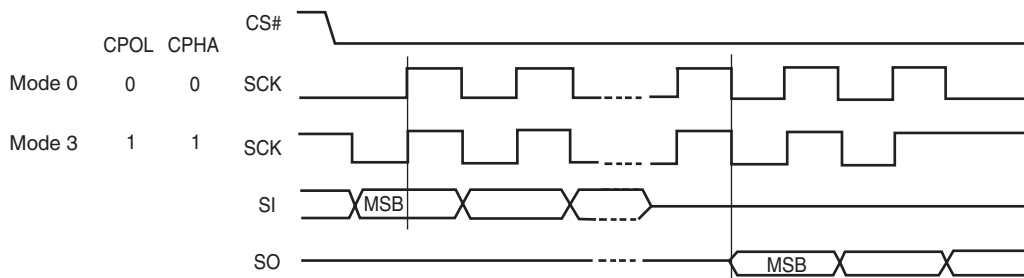 CS#
CPOL CPHA
Mode 0 0 0 SCK
Mode 3 1 1 SCK
SI MSB
SO MSB